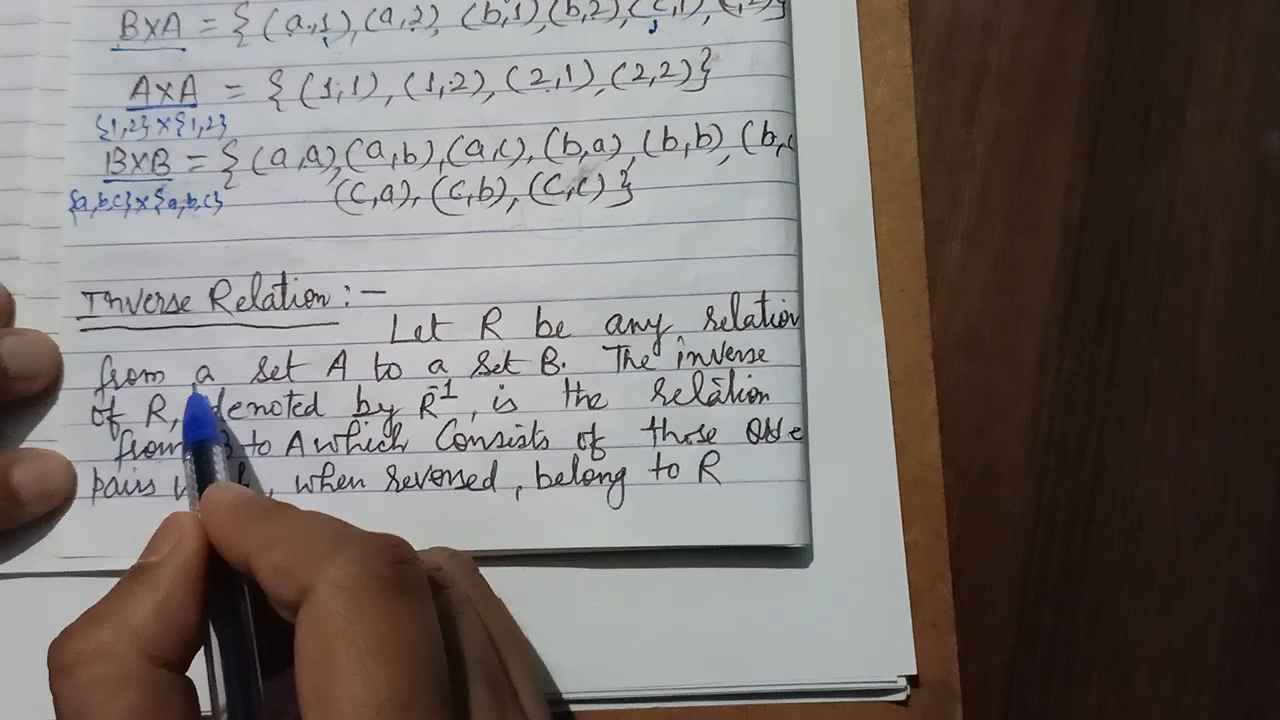 B×A = {(a,1),(a,2), (b,1),(b,2),(c,1),
A×A = {(1,1),(1,2),(2,1),(2,2)}
{1,2}×{1,2}
B×B = {(a,a),(a,b),(a,c),(b,a),(b,b),(b,
{a,b,c}×{a,b,c} (c,a),(c,b),(c,c)}
Inverse Relation:-
Let R be any relation
from a set A to a set B. The inverse
of R, denoted by R⁻¹, is the relation
from to A which Consists of those
pairs when reversed, belong to R